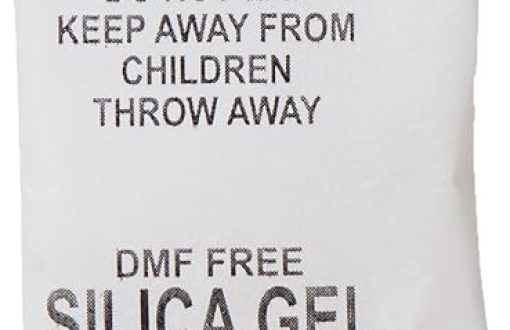 KEEP AWAY FROM
CHILDREN
THROW AWAY
DMF FREE
SILICA GEL